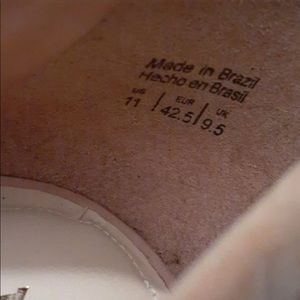 Made in Brazil
Hecho en Brasil
US EUR UK
11 / 42.5 / 9.5